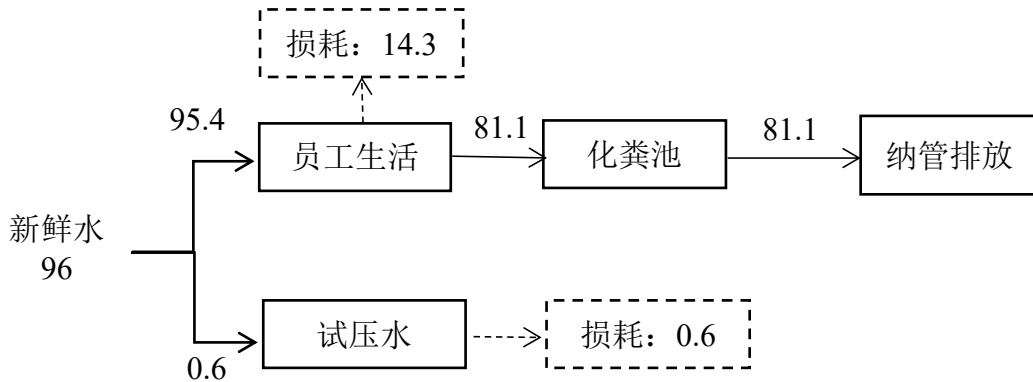 损耗：14.3
95.4
员工生活
81.1
化粪池
81.1
纳管排放
新鲜水
96
0.6
试压水
损耗：0.6